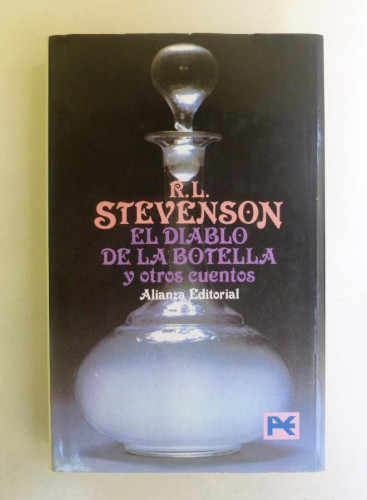 R.L.
STEVENSON
EL DIABLO
DE LA BOTELLA
y otros cuentos
Alianza Editorial